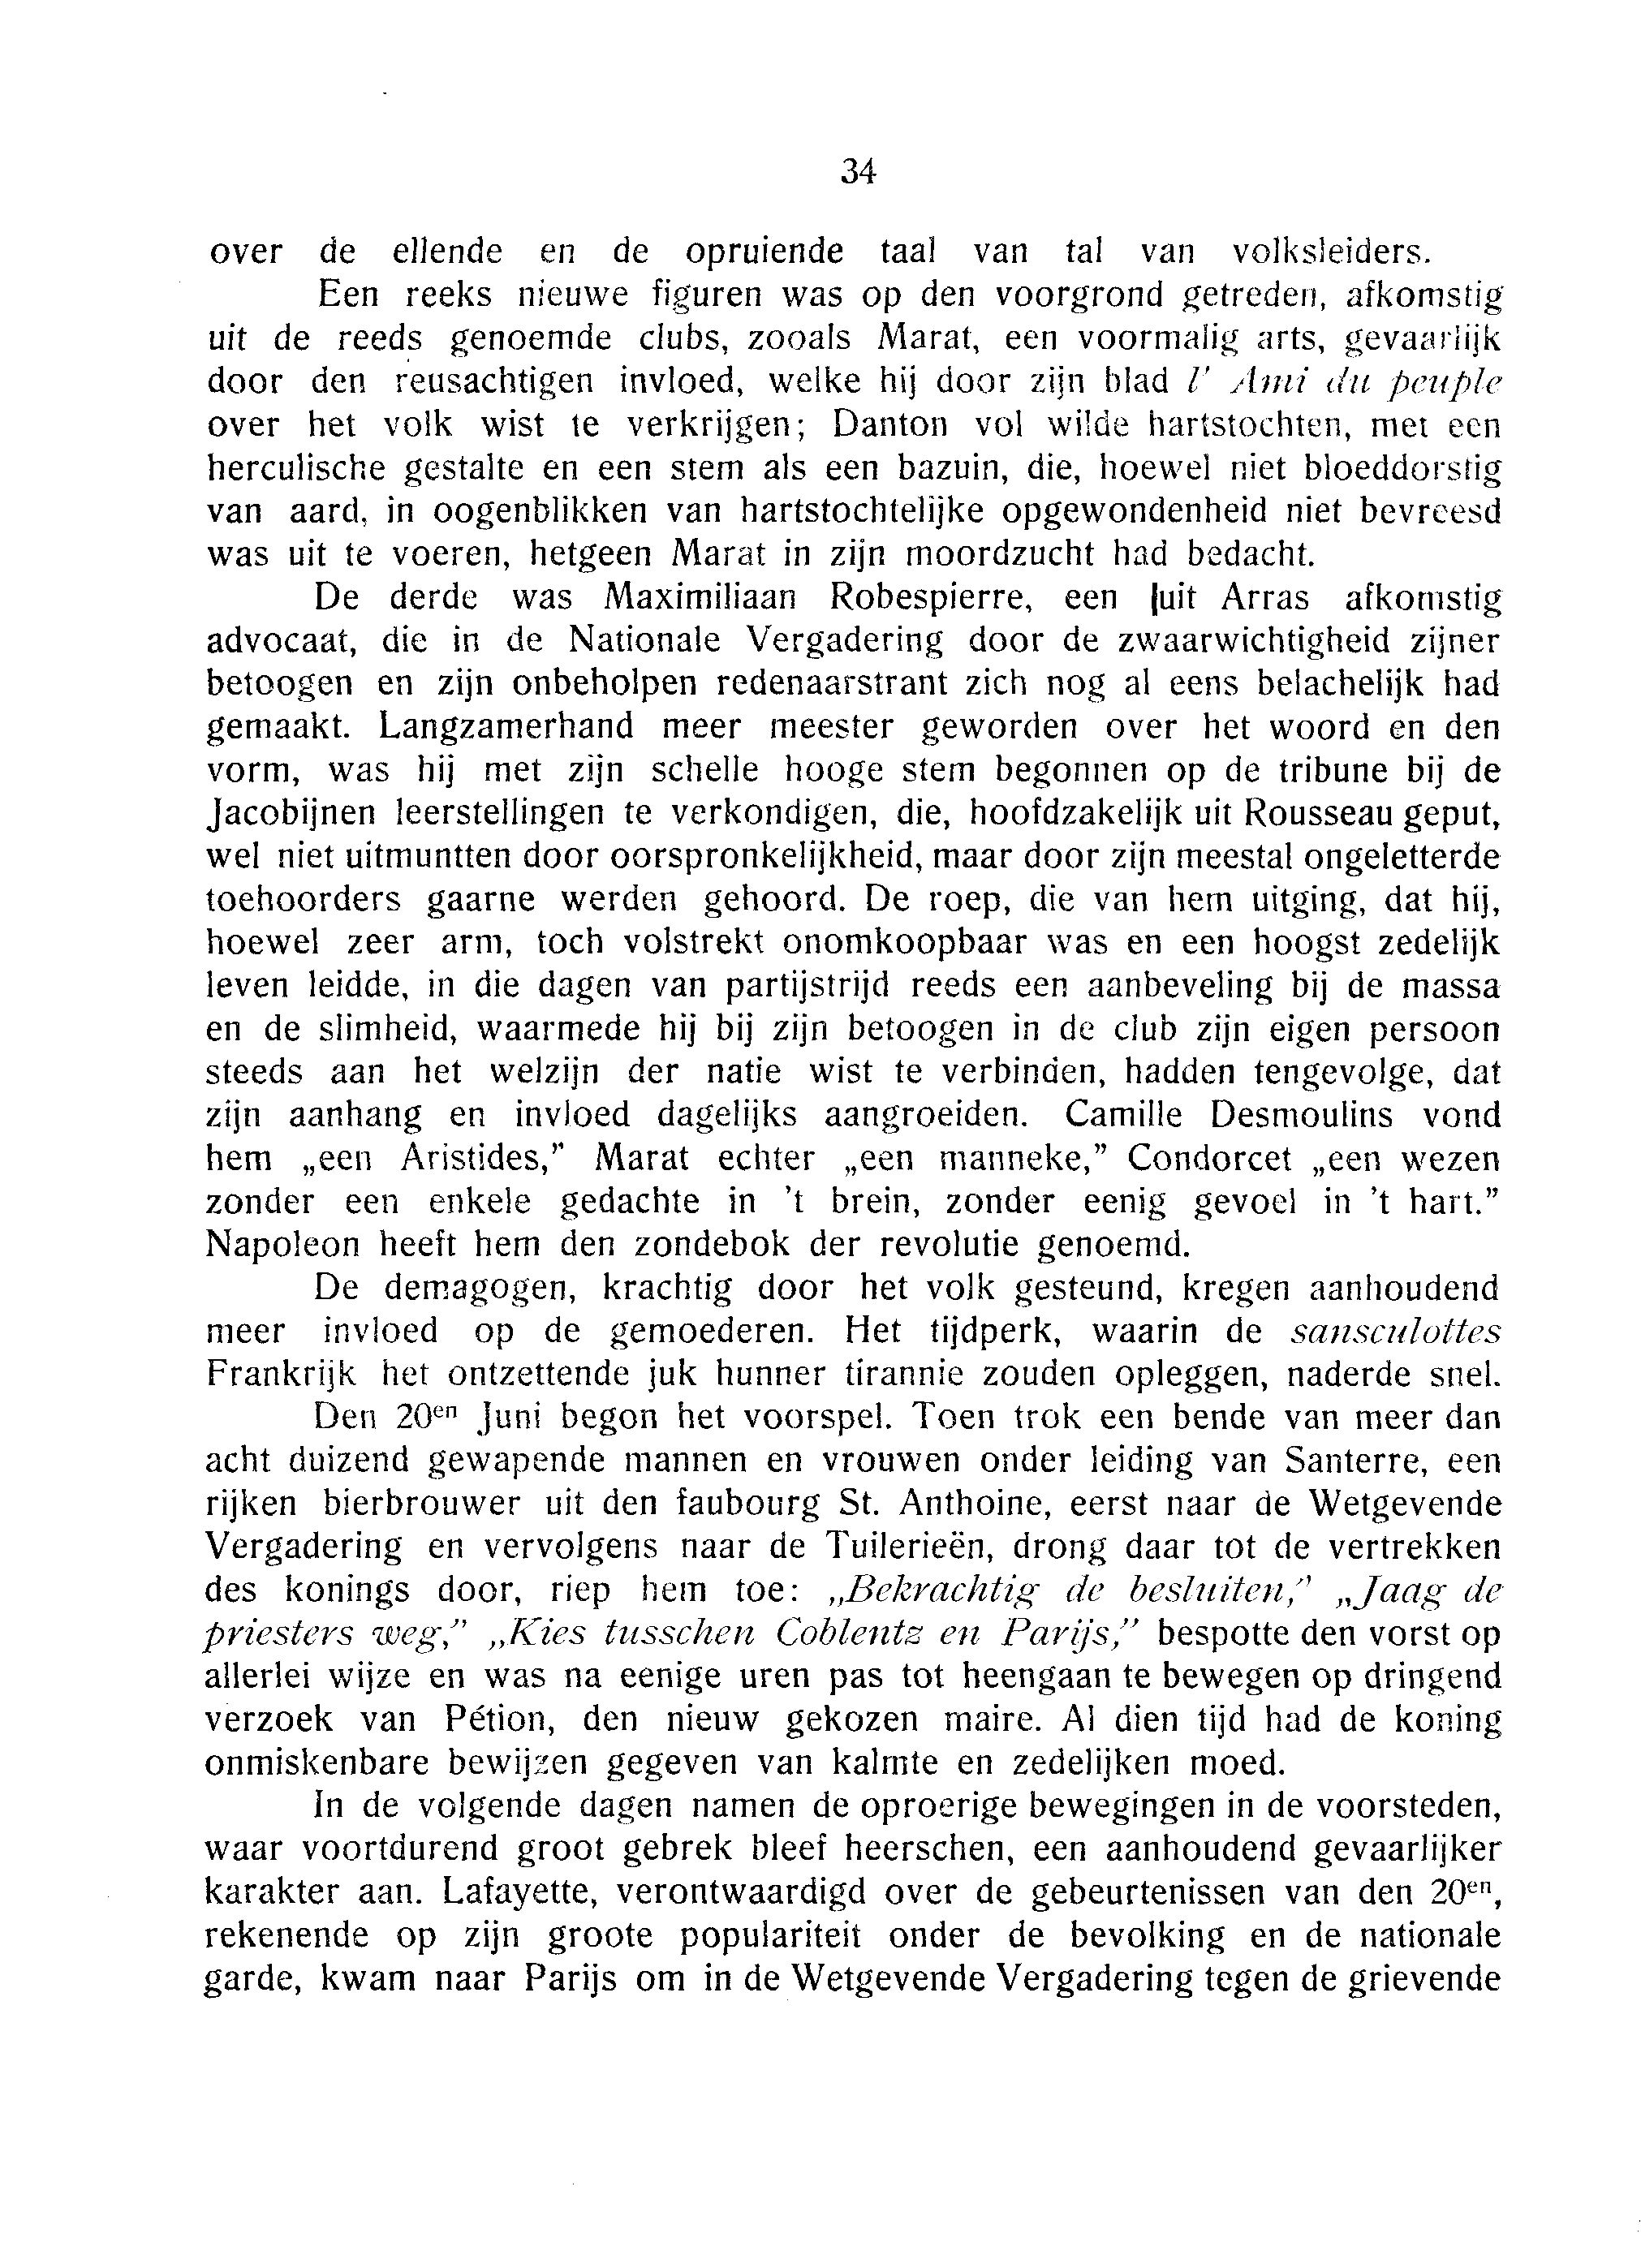 34
over de ellende en de opruiende taal van tal van volksleiders.
Een reeks nieuwe figuren was op den voorgrond getreden, afkomstig
uit de reeds genoemde clubs, zooals Marat, een voormalig arts, gevaarlijk
door den reusachtigen invloed, welke hij door zijn blad l' Ami du peuple
over het volk wist te verkrijgen; Danton vol wilde hartstochten, met een
herculische gestalte en een stem als een bazuin, die, hoewel niet bloeddorstig
van aard, in oogenblikken van hartstochtelijke opgewondenheid niet bevreesd
was uit te voeren, hetgeen Marat in zijn moordzucht had bedacht.
De derde was Maximiliaan Robespierre, een uit Arras afkomstig
advocaat, die in de Nationale Vergadering door de zwaarwichtigheid zijner
betoogen en zijn onbeholpen redenaarstrant zich nog al eens belachelijk had
gemaakt. Langzamerhand meer meester geworden over het woord en den
vorm, was hij met zijn schelle hooge stem begonnen op de tribune bij de
Jacobijnen leerstellingen te verkondigen, die, hoofdzakelijk uit Rousseau geput,
wel niet uitmuntten door oorspronkelijkheid, maar door zijn meestal ongeletterde
toehoorders gaarne werden gehoord. De roep, die van hem uitging, dat hij,
hoewel zeer arm, toch volstrekt onomkoopbaar was en een hoogst zedelijk
leven leidde, in die dagen van partijstrijd reeds een aanbeveling bij de massa
en de slimheid, waarmede hij bij zijn betoogen in de club zijn eigen persoon
steeds aan het welzijn der natie wist te verbinden, hadden tengevolge, dat
zijn aanhang en invloed dagelijks aangroeiden. Camille Desmoulins vond
hem „een Aristides,” Marat echter „een manneke,” Condorcet „een wezen
zonder een enkele gedachte in 't brein, zonder eenig gevoel in 't hart.”
Napoleon heeft hem den zondebok der revolutie genoemd.
De demagogen, krachtig door het volk gesteund, kregen aanhoudend
meer invloed op de gemoederen. Het tijdperk, waarin de sansculottes
Frankrijk het ontzettende juk hunner tirannie zouden opleggen, naderde snel.
Den 20en Juni begon het voorspel. Toen trok een bende van meer dan
acht duizend gewapende mannen en vrouwen onder leiding van Santerre, een
rijken bierbrouwer uit den faubourg St. Anthoine, eerst naar de Wetgevende
Vergadering en vervolgens naar de Tuilerieën, drong daar tot de vertrekken
des konings door, riep hem toe: „Bekrachtig de besluiten,” „Jaag de
priesters weg,” „Kies tusschen Coblentz en Parijs,” bespotte den vorst op
allerlei wijze en was na eenige uren pas tot heengaan te bewegen op dringend
verzoek van Pétion, den nieuw gekozen maire. Al dien tijd had de koning
onmiskenbare bewijzen gegeven van kalmte en zedelijken moed.
In de volgende dagen namen de oproerige bewegingen in de voorsteden,
waar voortdurend groot gebrek bleef heerschen, een aanhoudend gevaarlijker
karakter aan. Lafayette, verontwaardigd over de gebeurtenissen van den 20en,
rekenende op zijn groote populariteit onder de bevolking en de nationale
garde, kwam naar Parijs om in de Wetgevende Vergadering tegen de grievende